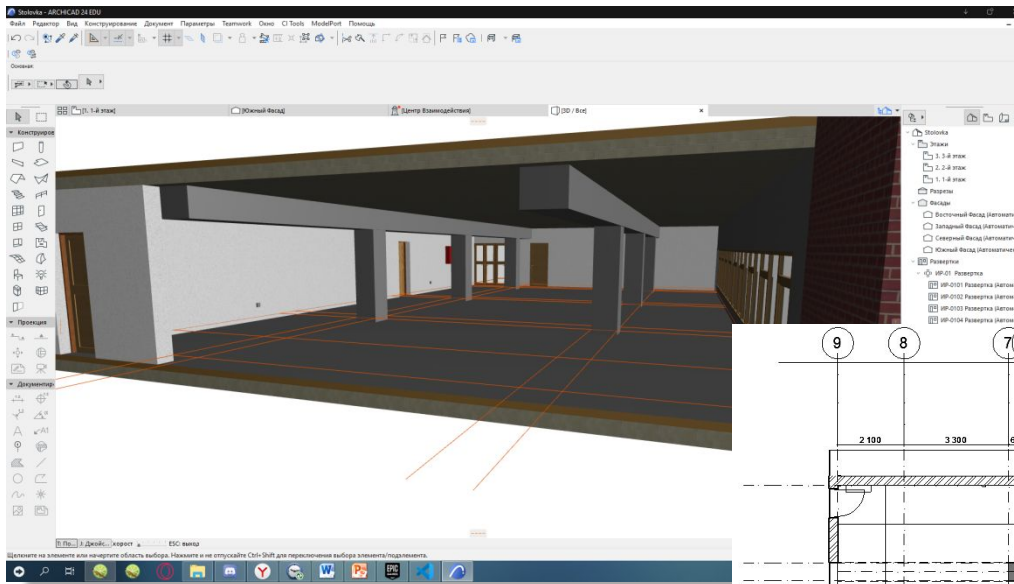 Stolovka - ARCHICAD 24 EDU
Файл Редактор Вид Конструирование Документ Параметры Teamwork Окно CI Tools ModelPort Помощь
Основная:
[1. 1-й этаж]
[Южный Фасад]
[Центр Взаимодействия]
[3D / Все]
Конструиров
Проекция
Документир
Stolovka
Этажи
3. 3-й этаж
2. 2-й этаж
1. 1-й этаж
Разрезы
Фасады
Восточный Фасад (Автомати
Западный Фасад (Автоматич
Северный Фасад (Автоматич
Южный Фасад (Автоматичес
Развертки
ИР-01 Развертка
ИР-0101 Развертка (Автом
ИР-0102 Развертка (Автом
ИР-0103 Развертка (Автом
ИР-0104 Развертка (Автом
9 8 7
2 100 3 300 6
ESC: выход
Щелкните на элементе или начертите область выбора. Нажмите и не отпускайте Ctrl+Shift для переключения выбора элемента/подэлемента.
EPIC